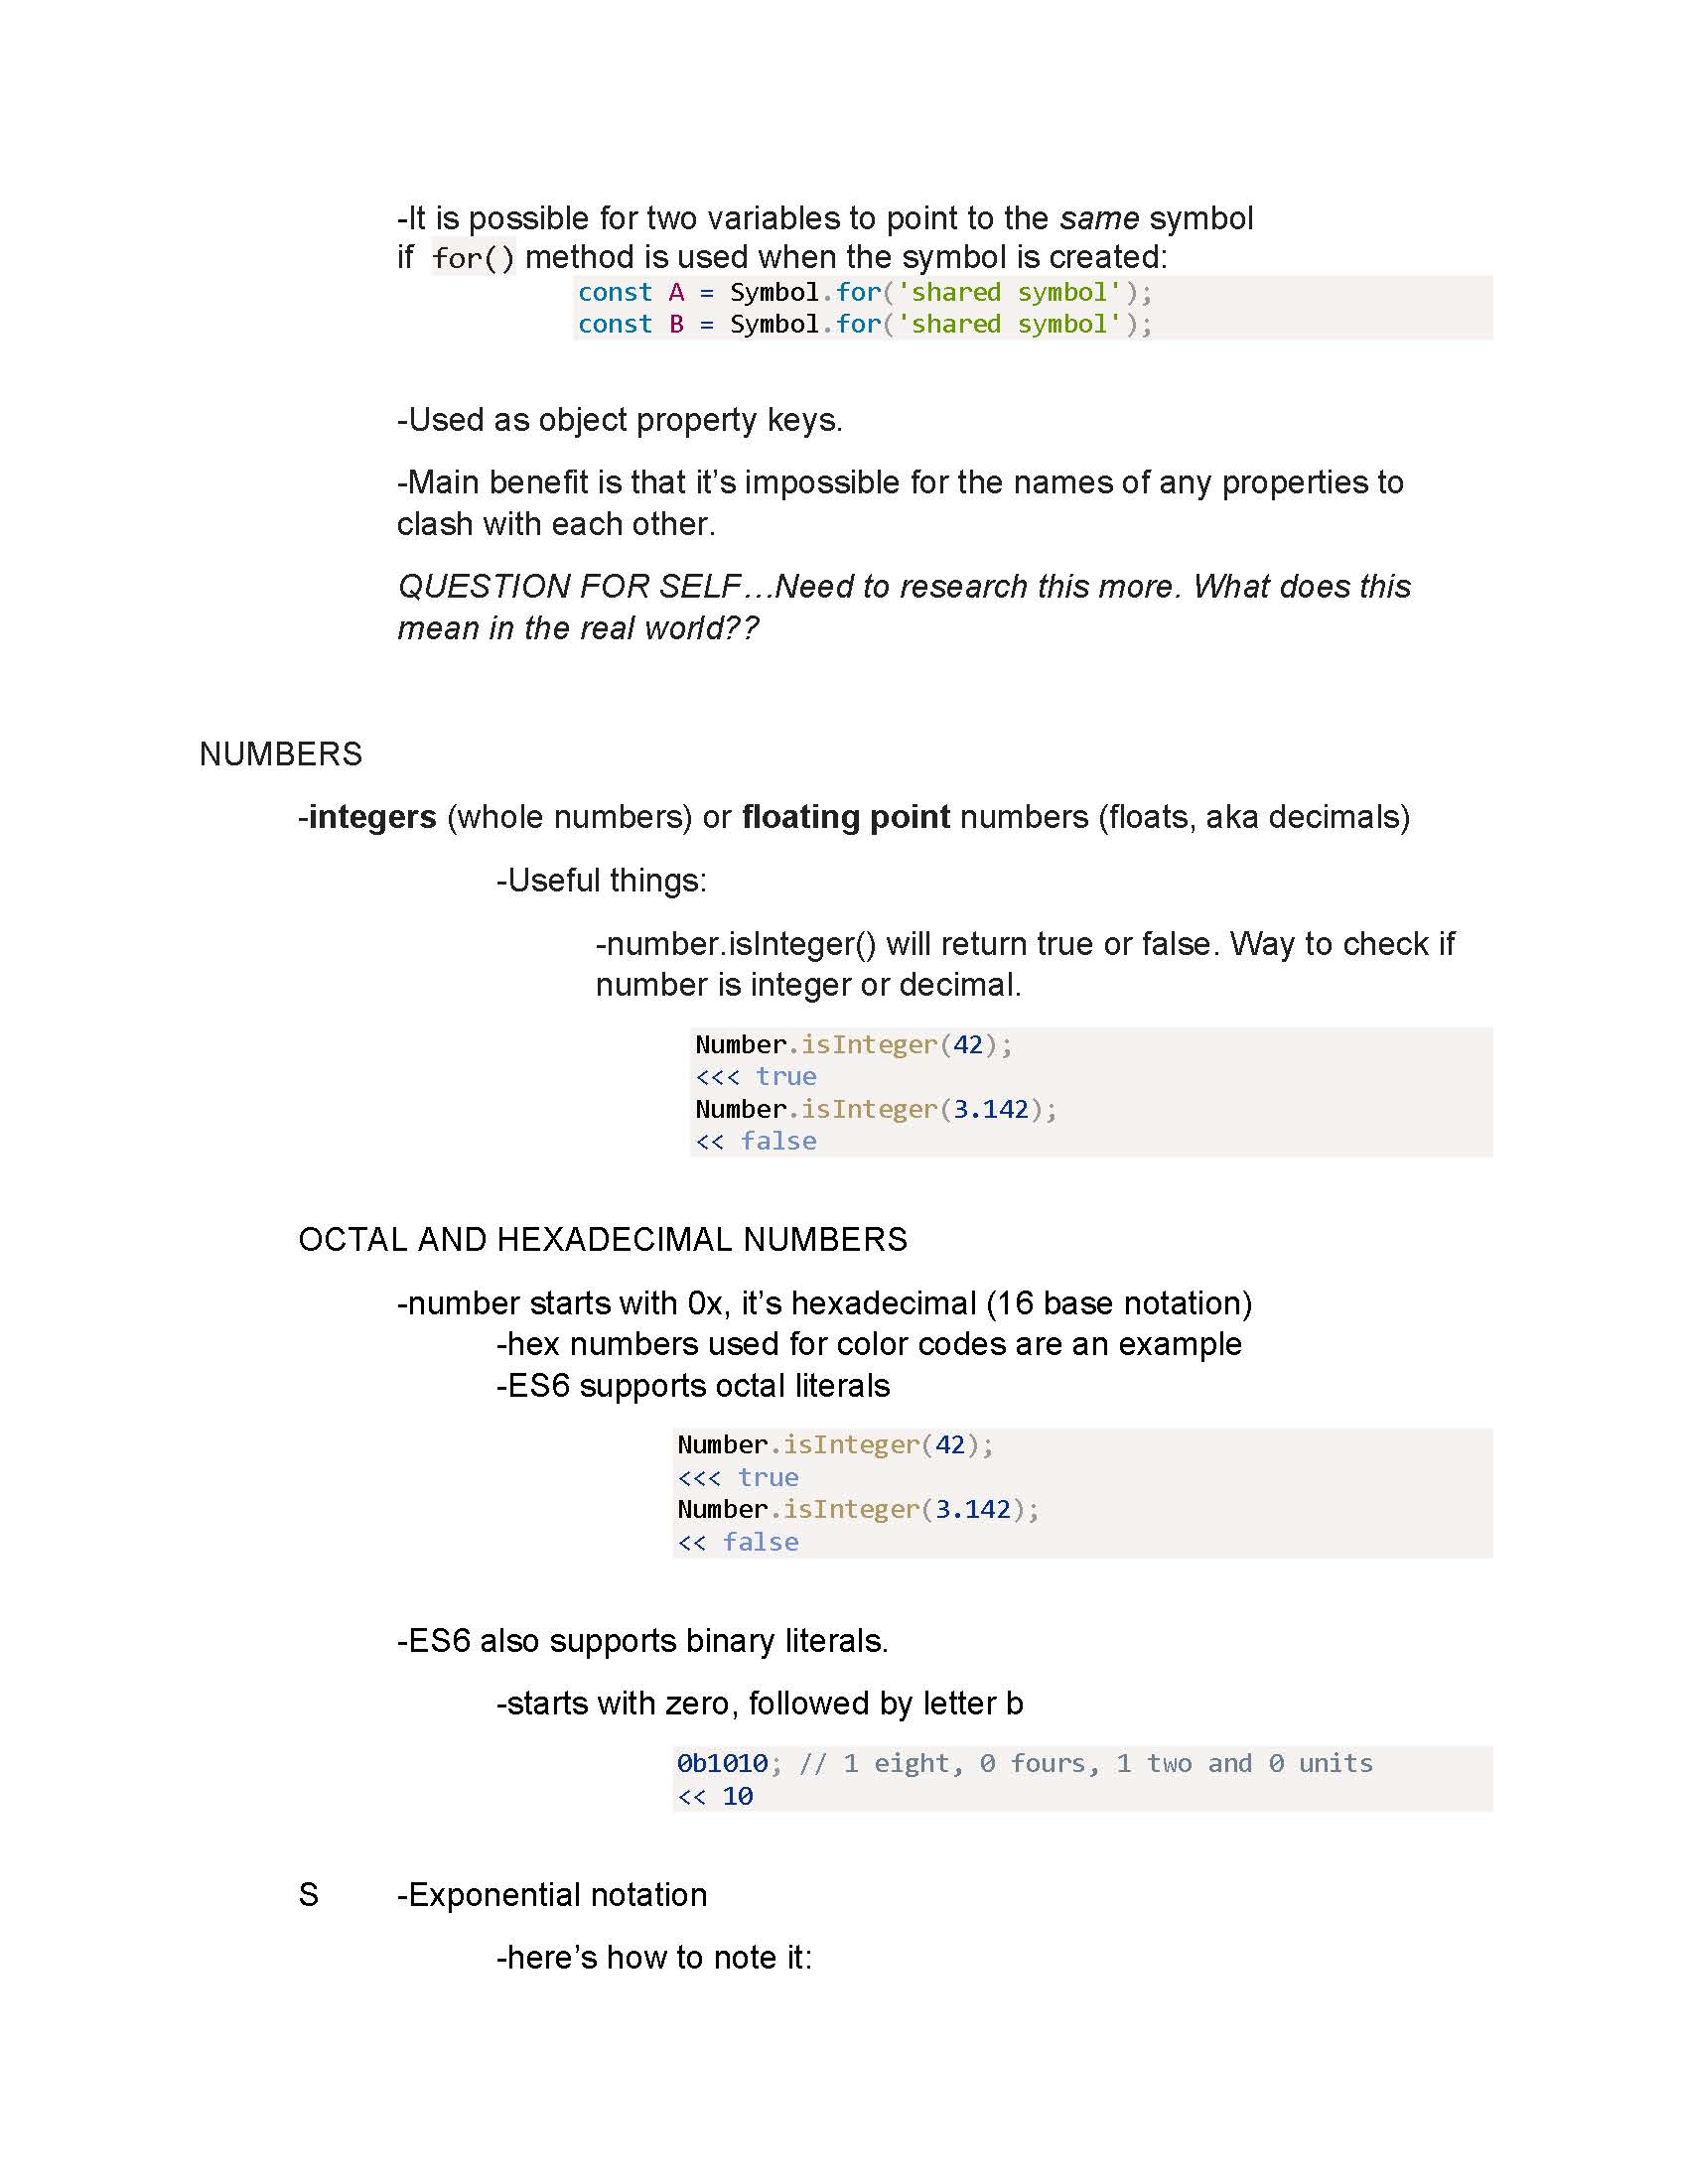 -It is possible for two variables to point to the same symbol
if for() method is used when the symbol is created:
const A = Symbol.for('shared symbol');
const B = Symbol.for('shared symbol');
-Used as object property keys.
-Main benefit is that it’s impossible for the names of any properties to
clash with each other.
QUESTION FOR SELF…Need to research this more. What does this
mean in the real world??
NUMBERS
-integers (whole numbers) or floating point numbers (floats, aka decimals)
-Useful things:
-number.isInteger() will return true or false. Way to check if
number is integer or decimal.
Number.isInteger(42);
<<< true
Number.isInteger(3.142);
<< false
OCTAL AND HEXADECIMAL NUMBERS
-number starts with 0x, it’s hexadecimal (16 base notation)
-hex numbers used for color codes are an example
-ES6 supports octal literals
Number.isInteger(42);
<<< true
Number.isInteger(3.142);
<< false
-ES6 also supports binary literals.
-starts with zero, followed by letter b
0b1010; // 1 eight, 0 fours, 1 two and 0 units
<< 10
S -Exponential notation
-here’s how to note it: